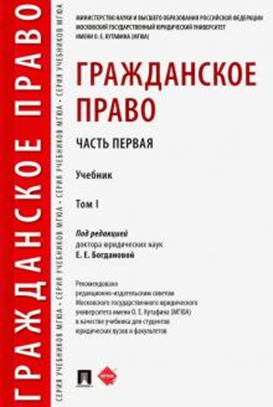 ГРАЖДАНСКОЕ ПРАВО
СЕРИЯ УЧЕБНИКОВ МГЮА • СЕРИЯ УЧЕБНИКОВ МГЮА • СЕРИЯ УЧЕБНИКОВ МГЮА
МИНИСТЕРСТВО НАУКИ И ВЫСШЕГО ОБРАЗОВАНИЯ РОССИЙСКОЙ ФЕДЕРАЦИИ
МОСКОВСКИЙ ГОСУДАРСТВЕННЫЙ ЮРИДИЧЕСКИЙ УНИВЕРСИТЕТ
ИМЕНИ О. Е. КУТАФИНА (МГЮА)
ГРАЖДАНСКОЕ
ПРАВО
ЧАСТЬ ПЕРВАЯ
Учебник
Том I
Под редакцией
доктора юридических наук
Е. Е. Богдановой
Рекомендовано
редакционно-издательским советом
Московского государственного юридического
университета имени О. Е. Кутафина (МГЮА)
в качестве учебника для студентов
юридических вузов и факультетов